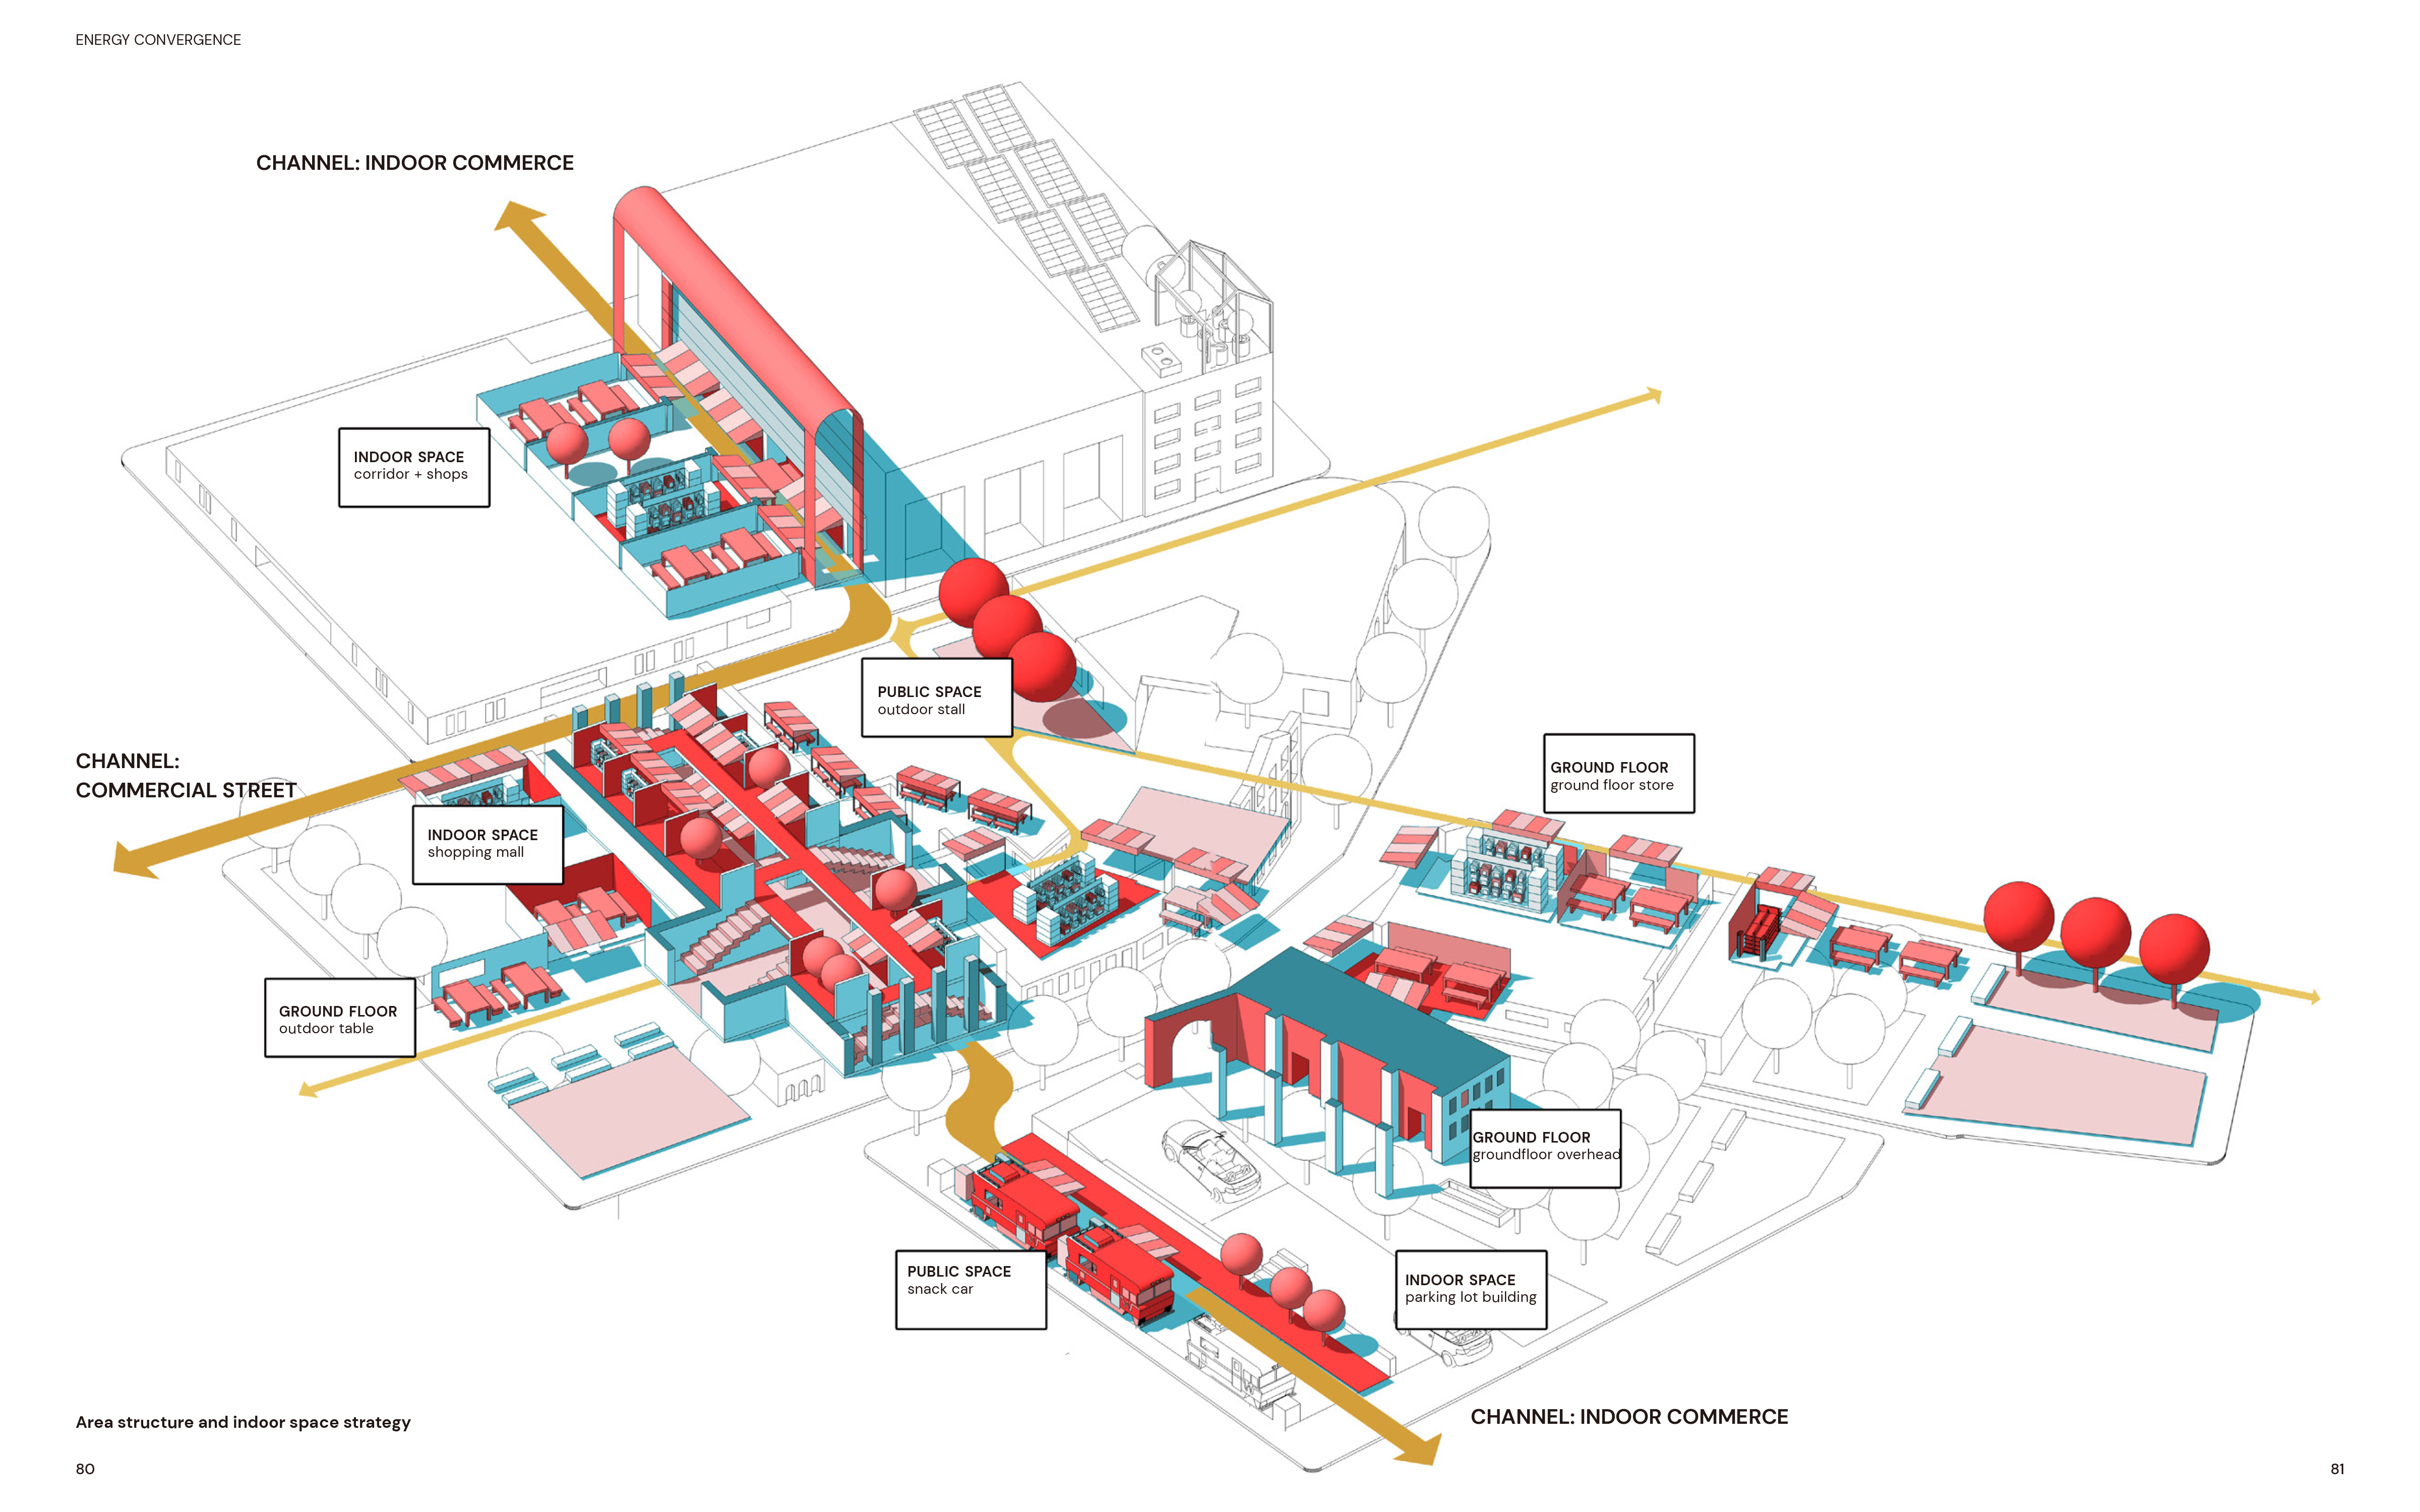 ENERGY CONVERGENCE
CHANNEL: INDOOR COMMERCE
INDOOR SPACE
corridor + shops
PUBLIC SPACE
outdoor stall
CHANNEL:
COMMERCIAL STREET
GROUND FLOOR
ground floor store
INDOOR SPACE
shopping mall
GROUND FLOOR
outdoor table
GROUND FLOOR
groundfloor overhead
PUBLIC SPACE
snack car
INDOOR SPACE
parking lot building
CHANNEL: INDOOR COMMERCE
Area structure and indoor space strategy
80
81